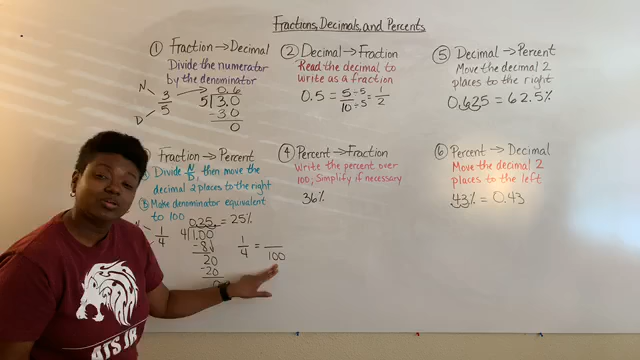 Fractions, Decimals, and Percents
① Fraction → Decimal
Divide the numerator
by the denominator
N 3
D 5
0.6
5 3.0
-30
0
② Decimal → Fraction
Read the decimal to
write as a fraction
0.5 = 5 ÷5 = 1
10 ÷5 2
⑤ Decimal → Percent
Move the decimal 2
places to the right
0.625 = 62.5%
Fraction → Percent
① Divide N/D, then move the
decimal 2 places to the right
② Make denominator equivalent
to 100
0.25 = 25%
1
4
4 1.00
-8
20
-20
0
1 =
4 100
④ Percent → Fraction
Write the percent over
100; Simplify if necessary
36%
⑥ Percent → Decimal
Move the decimal 2
places to the left
43% = 0.43
ATS JR